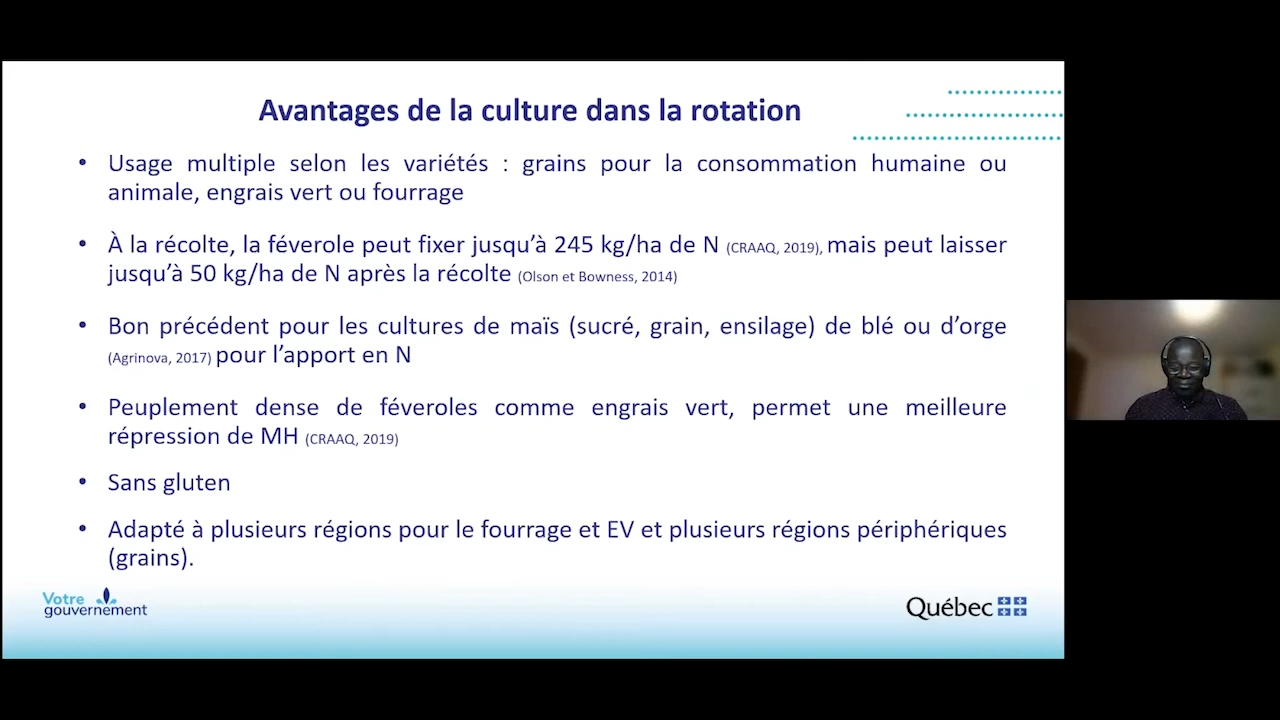 Avantages de la culture dans la rotation
• Usage multiple selon les variétés : grains pour la consommation humaine ou
animale, engrais vert ou fourrage
• À la récolte, la féverole peut fixer jusqu’à 245 kg/ha de N (CRAAQ, 2019), mais peut laisser
jusqu’à 50 kg/ha de N après la récolte (Olson et Bowness, 2014)
• Bon précédent pour les cultures de maïs (sucré, grain, ensilage) de blé ou d’orge
(Agrinova, 2017) pour l’apport en N
• Peuplement dense de féveroles comme engrais vert, permet une meilleure
répression de MH (CRAAQ, 2019)
• Sans gluten
• Adapté à plusieurs régions pour le fourrage et EV et plusieurs régions périphériques
(grains).
Votre
gouvernement
Québec